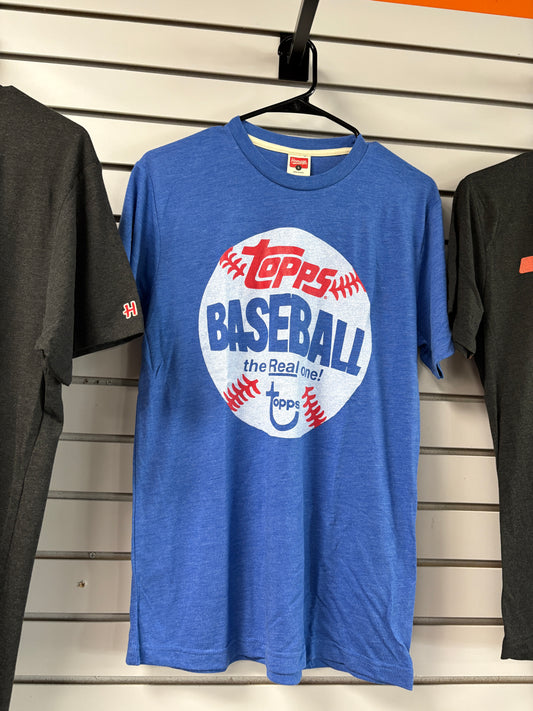 topps®
BASEBALL
the Real one!
topps
H